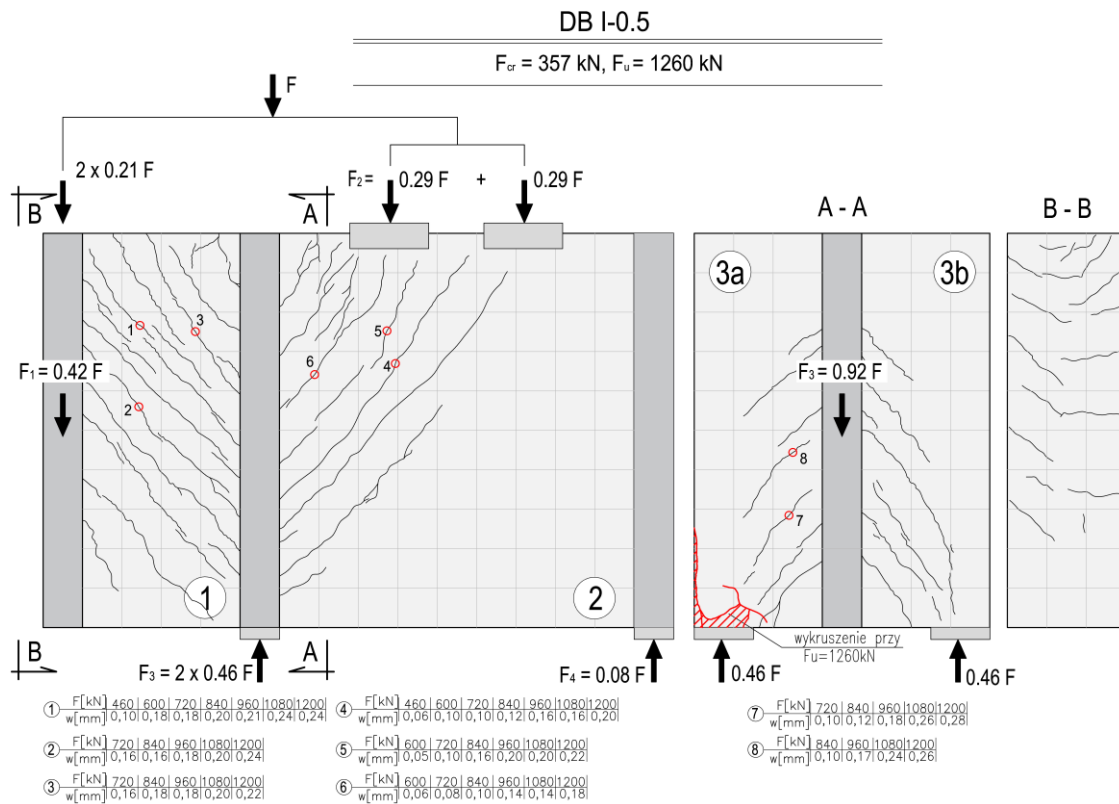 DB I-0.5
Fcr = 357 kN, Fu = 1260 kN
F
2 x 0.21 F
F2 = 0.29 F + 0.29 F
B A A - A B - B
3a 3b
1 3
5
4
6
F1 = 0.42 F F3 = 0.92 F
2
8
7
1 2
wykruszenie przy
Fu=1260kN
B F3 = 2 x 0.46 F A F4 = 0.08 F 0.46 F 0.46 F
1 F[kN] 460 600 720 840 960 1080 1200
w[mm] 0,10 0,18 0,18 0,20 0,21 0,24 0,24
4 F[kN] 460 600 720 840 960 1080 1200
w[mm] 0,06 0,10 0,10 0,12 0,16 0,16 0,20
7 F[kN] 720 840 960 1080 1200
w[mm] 0,10 0,12 0,18 0,26 0,28
2 F[kN] 720 840 960 1080 1200
w[mm] 0,16 0,16 0,18 0,20 0,24
5 F[kN] 600 720 840 960 1080 1200
w[mm] 0,05 0,10 0,16 0,20 0,20 0,22
8 F[kN] 840 960 1080 1200
w[mm] 0,10 0,17 0,24 0,26
3 F[kN] 720 840 960 1080 1200
w[mm] 0,16 0,18 0,18 0,20 0,22
6 F[kN] 600 720 840 960 1080 1200
w[mm] 0,06 0,08 0,10 0,14 0,14 0,18